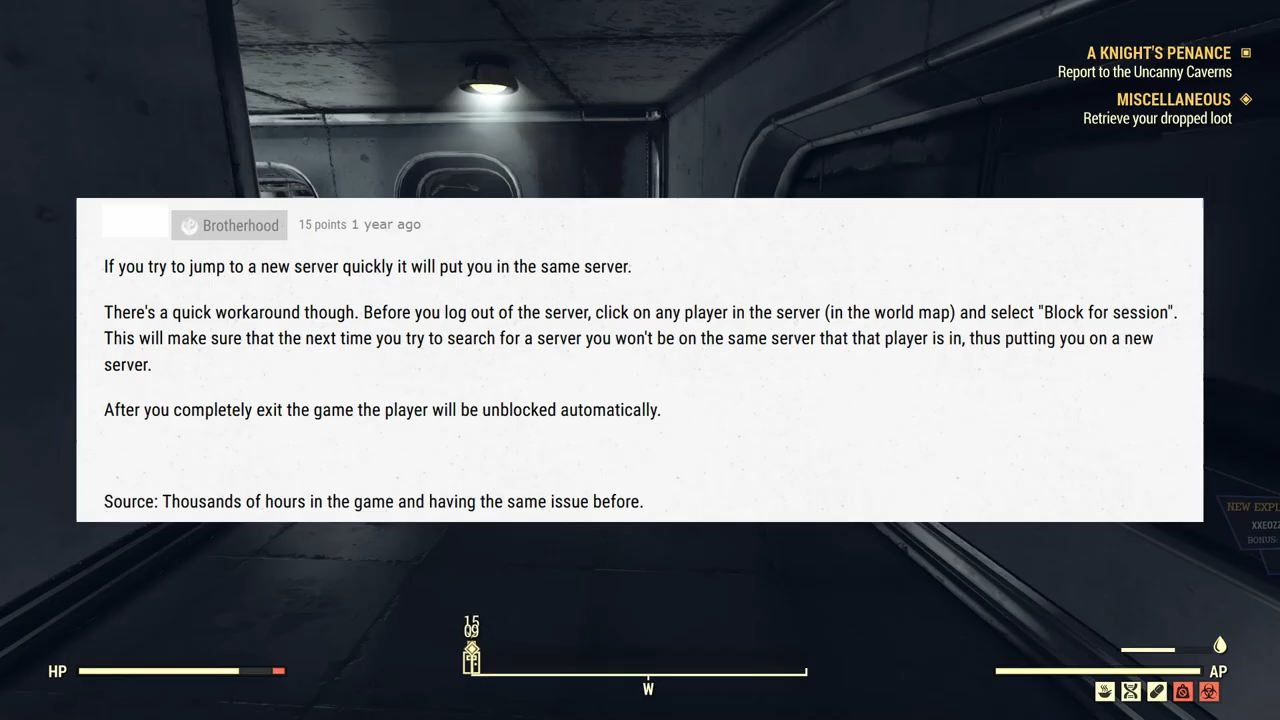 A KNIGHT'S PENANCE
Report to the Uncanny Caverns
MISCELLANEOUS
Retrieve your dropped loot
Brotherhood 15 points 1 year ago
If you try to jump to a new server quickly it will put you in the same server.
There's a quick workaround though. Before you log out of the server, click on any player in the server (in the world map) and select "Block for session".
This will make sure that the next time you try to search for a server you won't be on the same server that that player is in, thus putting you on a new
server.
After you completely exit the game the player will be unblocked automatically.
Source: Thousands of hours in the game and having the same issue before.
NEW EXPL
BONUS:
15
09
HP
W
AP